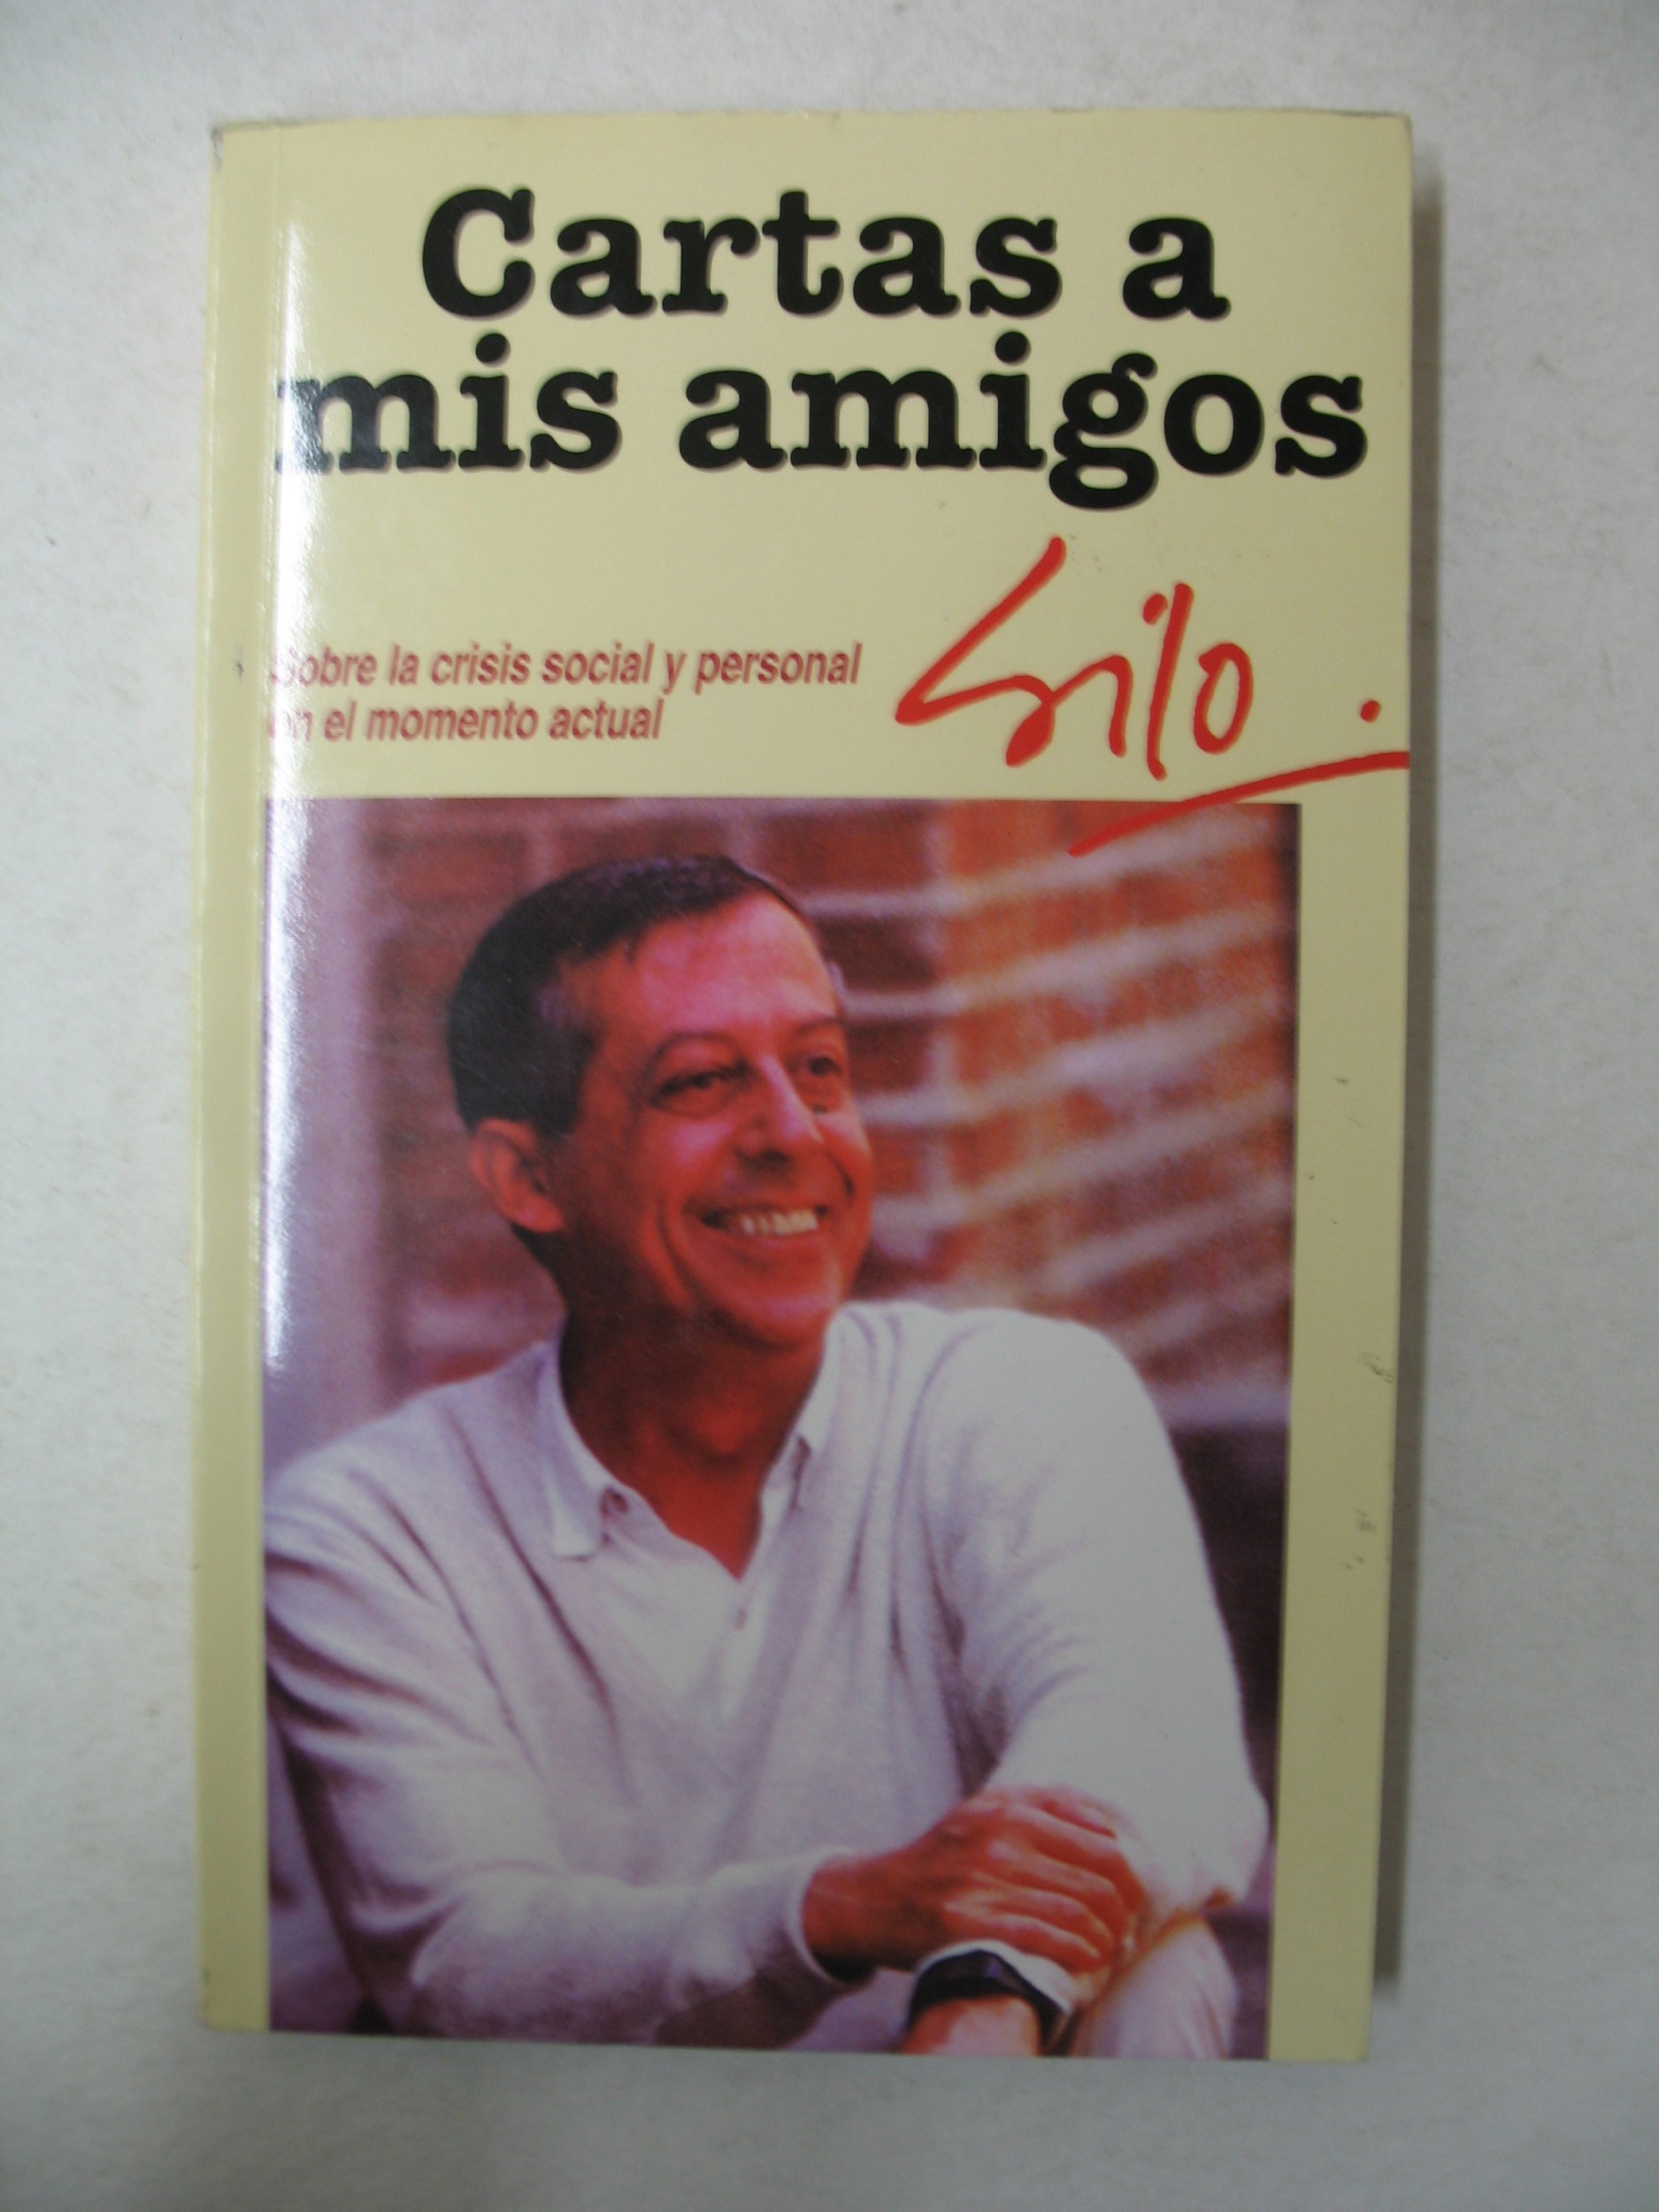 Cartas a
mis amigos
Silo.
Sobre la crisis social y personal
en el momento actual